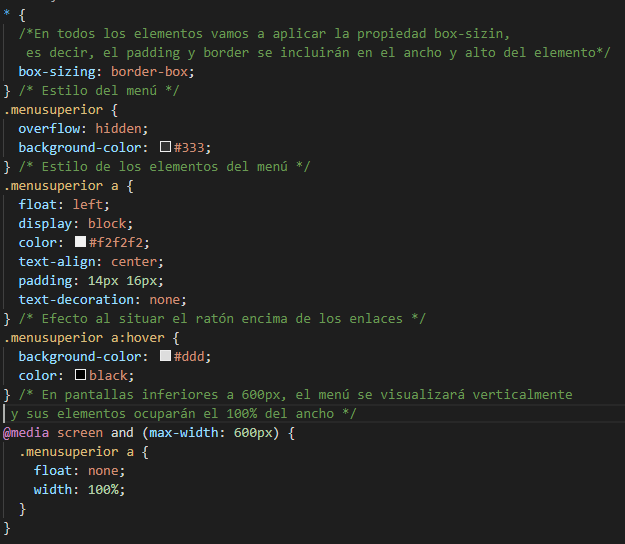 * {
  /*En todos los elementos vamos a aplicar la propiedad box-sizin,
   es decir, el padding y border se incluirán en el ancho y alto del elemento*/
  box-sizing: border-box;
} /* Estilo del menú */
.menusuperior {
  overflow: hidden;
  background-color: #333;
} /* Estilo de los elementos del menú */
.menusuperior a {
  float: left;
  display: block;
  color: #f2f2f2;
  text-align: center;
  padding: 14px 16px;
  text-decoration: none;
} /* Efecto al situar el ratón encima de los enlaces */
.menusuperior a:hover {
  background-color: #ddd;
  color: black;
} /* En pantallas inferiores a 600px, el menú se visualizará verticalmente
 y sus elementos ocuparán el 100% del ancho */
@media screen and (max-width: 600px) {
  .menusuperior a {
    float: none;
    width: 100%;
  }
}